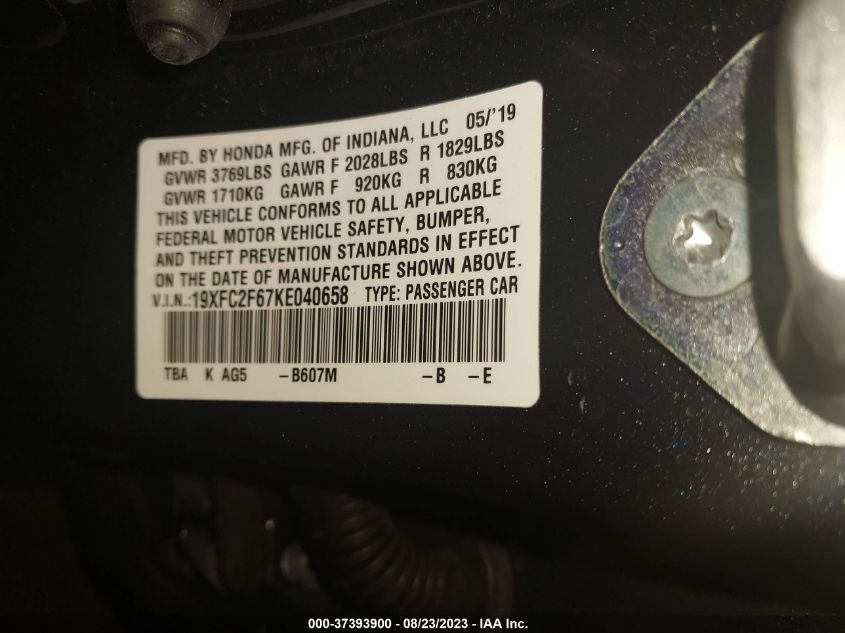 MFD. BY HONDA MFG. OF INDIANA, LLC 05/'19
GVWR 3769LBS GAWR F 2028LBS R 1829LBS
GVWR 1710KG GAWR F 920KG R 830KG
THIS VEHICLE CONFORMS TO ALL APPLICABLE
FEDERAL MOTOR VEHICLE SAFETY, BUMPER,
AND THEFT PREVENTION STANDARDS IN EFFECT
ON THE DATE OF MANUFACTURE SHOWN ABOVE.
V.I.N.:19XFC2F67KE040658 TYPE: PASSENGER CAR
TBA K AG5 -B607M -B -E
000-37393900 / 08/23/2023 - IAA Inc.